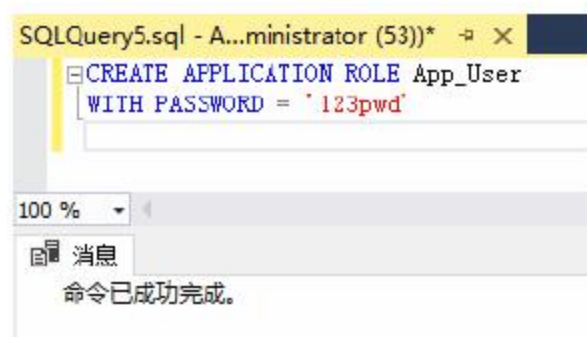 SQLQuery5.sql - A...ministrator (53))*
CREATE APPLICATION ROLE App_User
WITH PASSWORD = '123pwd'
100 %
消息
命令已成功完成。